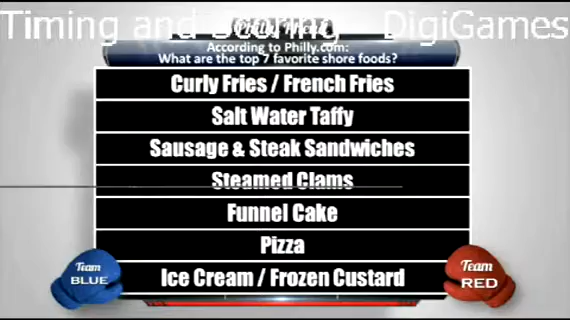 Timing and Scoring - DigiGames
According to Philly.com:
What are the top 7 favorite shore foods?
Curly Fries / French Fries
Salt Water Taffy
Sausage & Steak Sandwiches
Steamed Clams
Funnel Cake
Pizza
Ice Cream / Frozen Custard
Team
BLUE
Team
RED